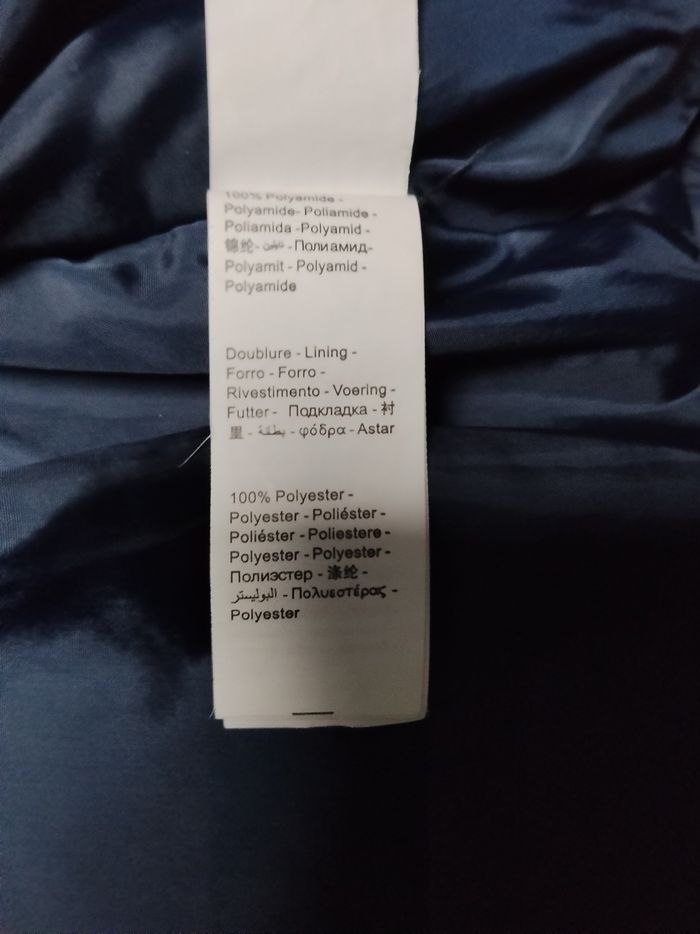 100% Polyamide -
Polyamide- Poliamide -
Poliamida -Polyamid -
锦纶- - Полиамид-
Polyamit - Polyamid -
Polyamide
Doublure - Lining -
Forro - Forro -
Rivestimento - Voering -
Futter - Подкладка - 衬
里 - بطقة - φόδρα - Astar
100% Polyester -
Polyester - Poliéster -
Poliéster - Poliestere -
Polyester - Polyester -
Полиэстер - 涤纶 -
البوليستر - Πολυεστέρας -
Polyester